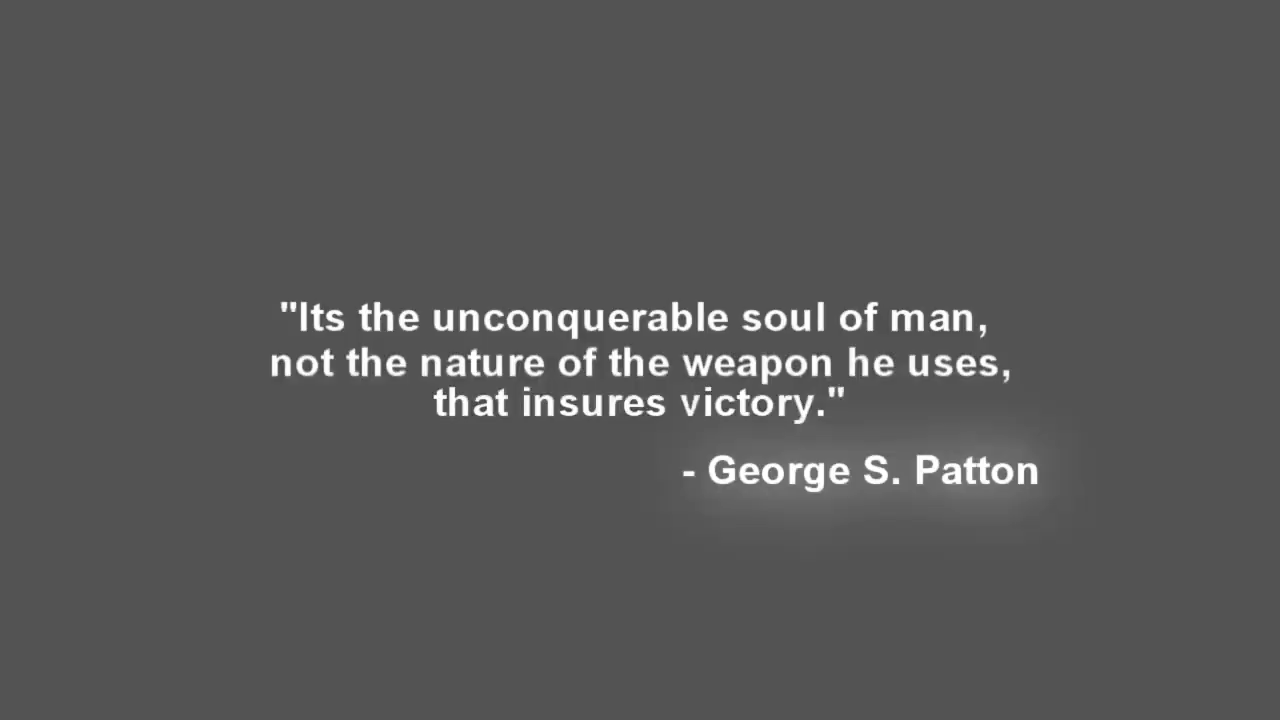 "Its the unconquerable soul of man,
not the nature of the weapon he uses,
that insures victory."
- George S. Patton